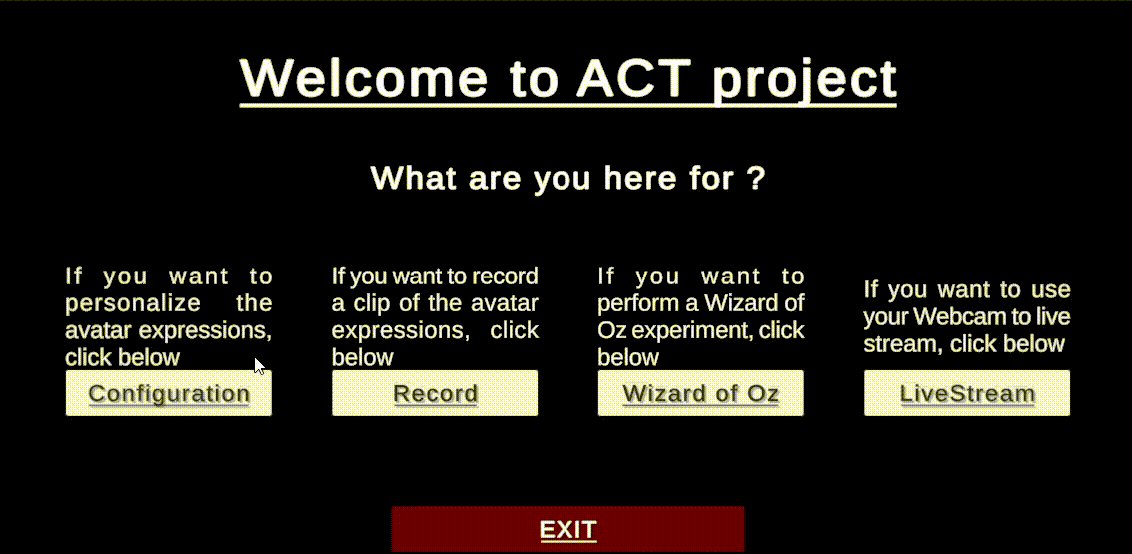 Welcome to ACT project
What are you here for ?
If you want to
personalize the
avatar expressions,
click below
Configuration
If you want to record
a clip of the avatar
expressions, click
below
Record
If you want to
perform a Wizard of
Oz experiment, click
below
Wizard of Oz
If you want to use
your Webcam to live
stream, click below
LiveStream
EXIT